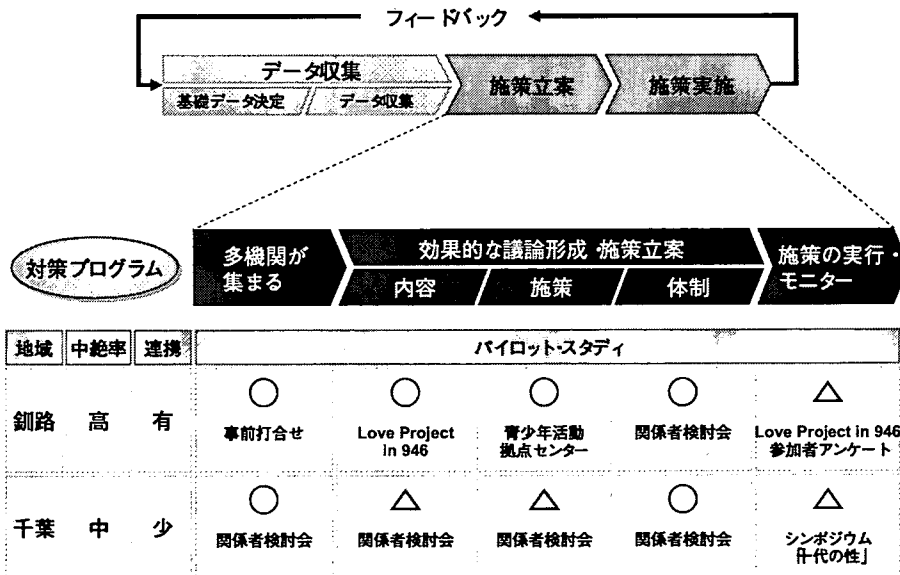 フィードバック
データ収集
基礎データ決定
データ収集
施策立案
施策実施
対策プログラム
多機関が
集まる
効果的な議論形成・施策立案
内容
施策
体制
施策の実行・
モニター
地域
中絶率
連携
パイロット・スタディ
釧路
高
有
○
事前打合せ
○
Love Project
in 946
○
青少年活動
拠点センター
○
関係者検討会
△
Love Project in 946
参加者アンケート
千葉
中
少
○
関係者検討会
△
関係者検討会
△
関係者検討会
○
関係者検討会
△
シンポジウム
「十代の性」